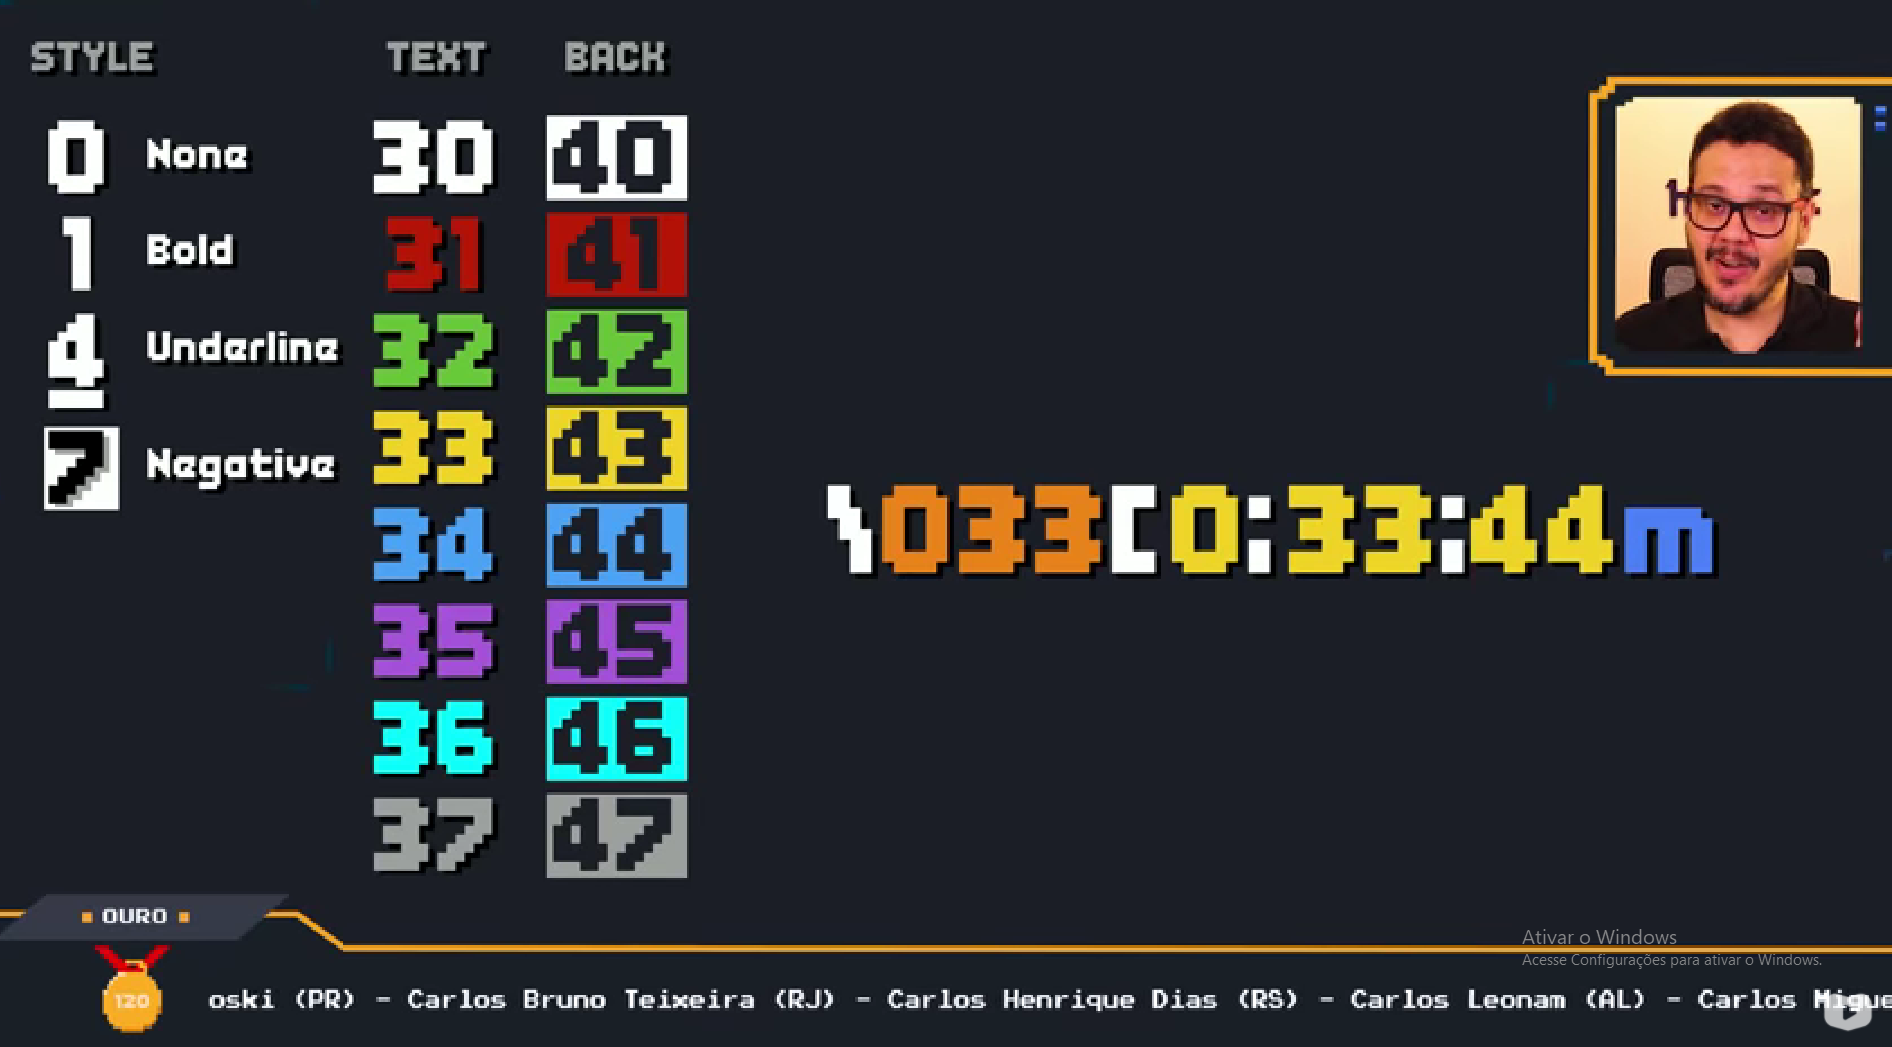 STYLE TEXT BACK
0 None 30 40
1 Bold 31 41
4 Underline 32 42
7 Negative 33 43
34 44
35 45
36 46
37 47
\033[0:33:44m
OURO
120
oski (PR) - Carlos Bruno Teixeira (RJ) - Carlos Henrique Dias (RS) - Carlos Leonam (AL) - Carlos Migue
Ativar o Windows
Acesse Configurações para ativar o Windows.